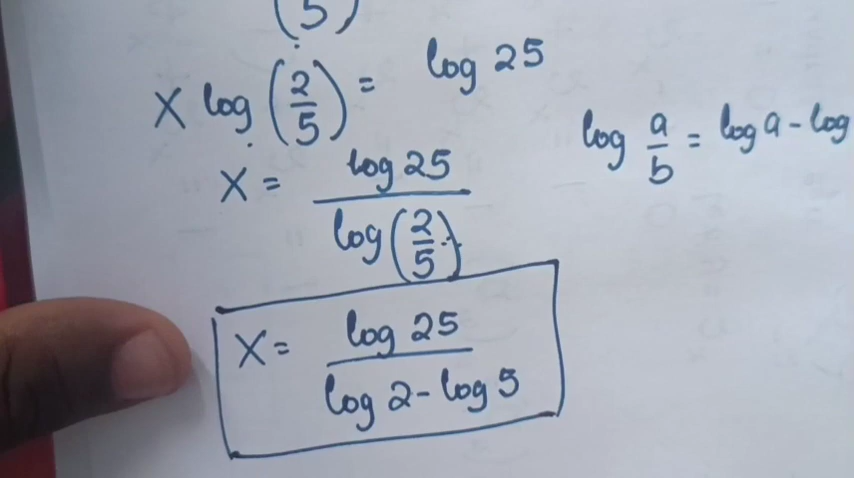 (5)
x log (2/5) = log 25
log a/b = log a - log
x = log 25 / log (2/5)
x = log 25 / log 2 - log 5